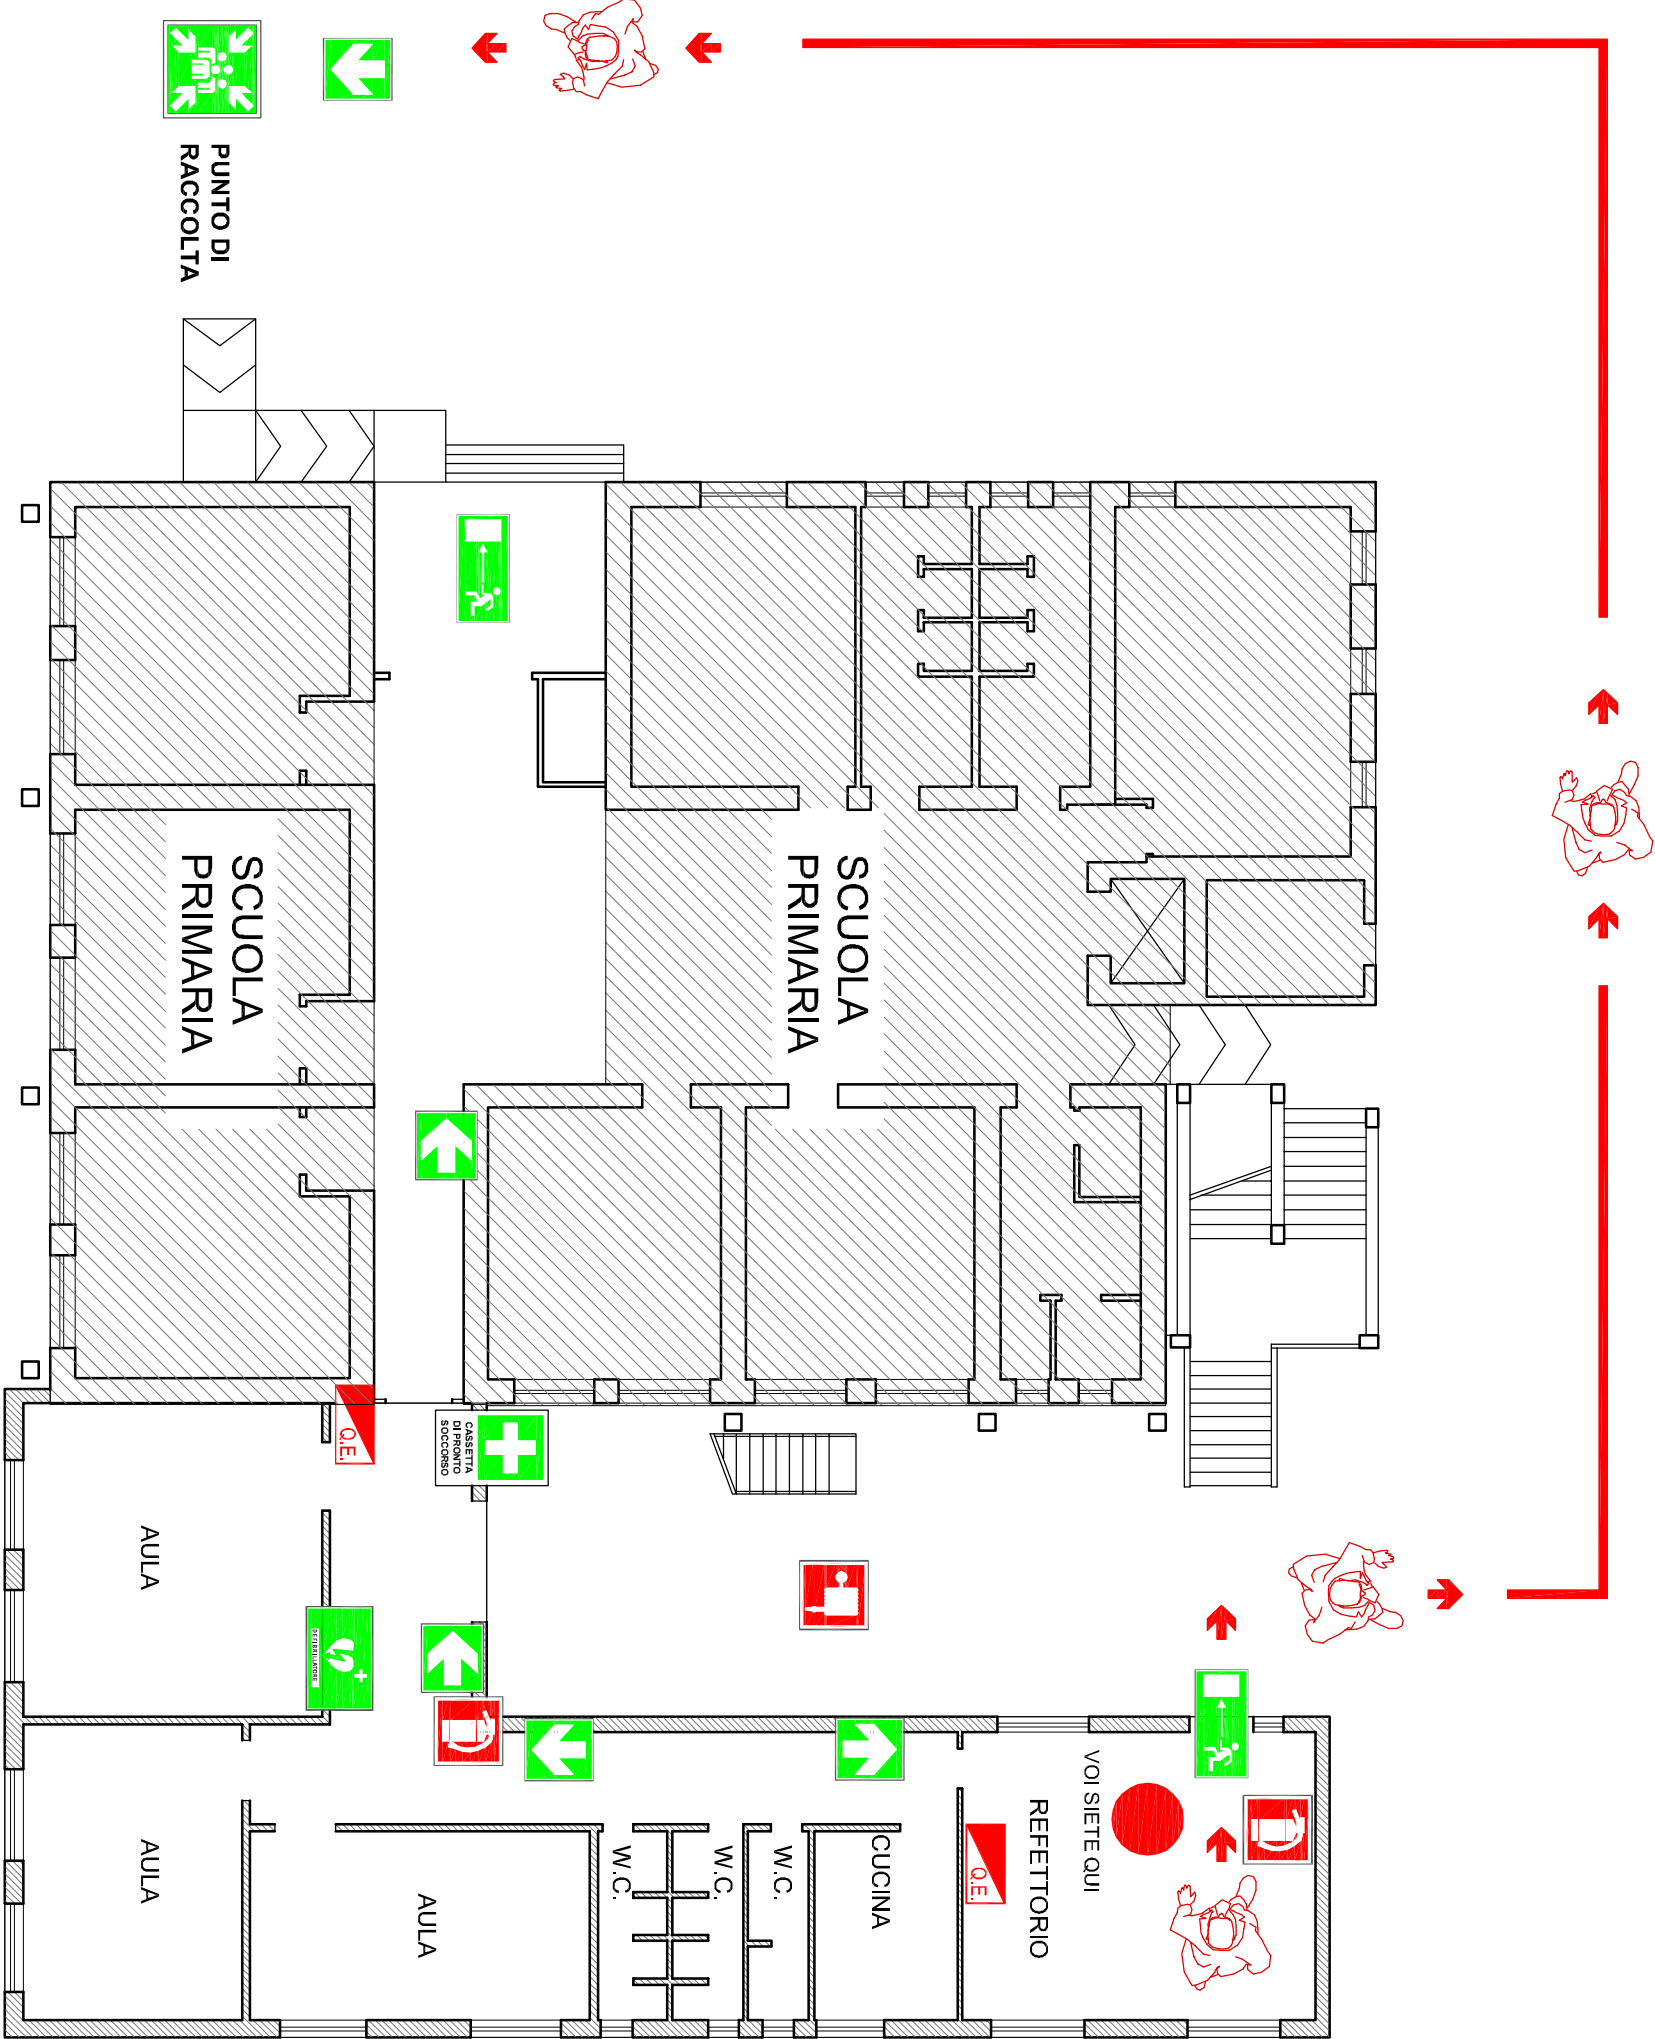 PUNTO DI
RACCOLTA
SCUOLA
PRIMARIA
SCUOLA
PRIMARIA
Q.E.
CASSETTA
DI PRONTO
SOCCORSO
AULA
DEFIBRILLATORE
AULA
AULA
W.C.
W.C.
W.C.
CUCINA
Q.E.
REFETTORIO
VOI SIETE QUI